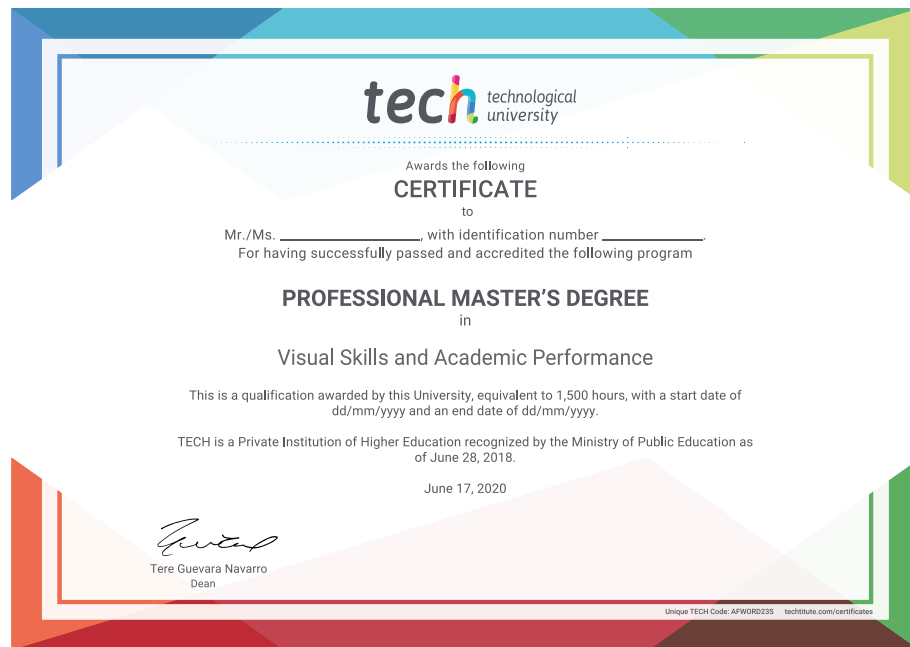 tech technological
university
Awards the following
CERTIFICATE
to
Mr./Ms. ____________________, with identification number ______________.
For having successfully passed and accredited the following program
PROFESSIONAL MASTER'S DEGREE
in
Visual Skills and Academic Performance
This is a qualification awarded by this University, equivalent to 1,500 hours, with a start date of
dd/mm/yyyy and an end date of dd/mm/yyyy.
TECH is a Private Institution of Higher Education recognized by the Ministry of Public Education as
of June 28, 2018.
June 17, 2020
Tere Guevara Navarro
Dean
Unique TECH Code: AFWORD23S techtitute.com/certificates